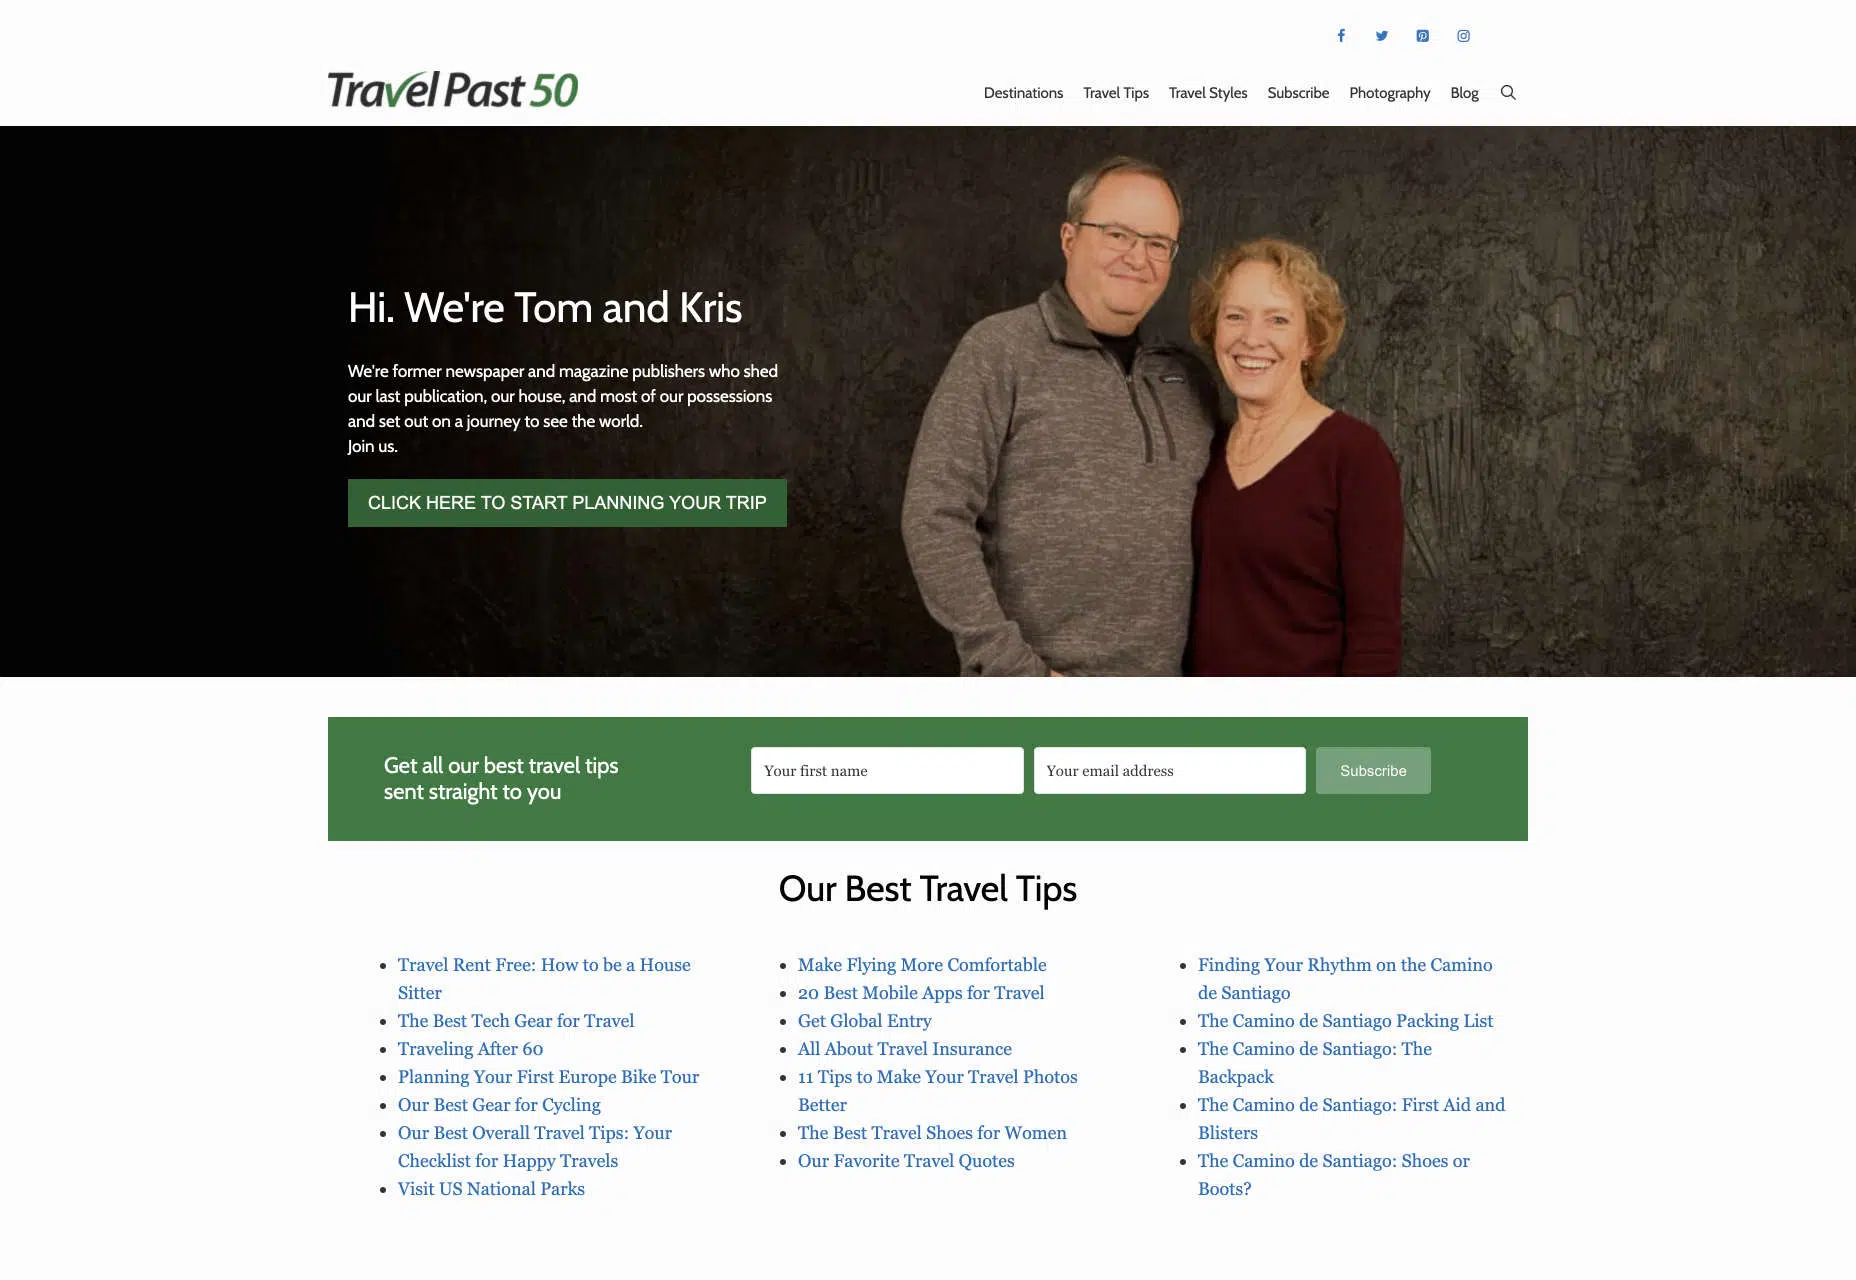 Travel Past 50
Destinations Travel Tips Travel Styles Subscribe Photography Blog
Hi. We're Tom and Kris
We're former newspaper and magazine publishers who shed
our last publication, our house, and most of our possessions
and set out on a journey to see the world.
Join us.
CLICK HERE TO START PLANNING YOUR TRIP
Get all our best travel tips
sent straight to you
Your first name
Your email address
Subscribe
Our Best Travel Tips
Travel Rent Free: How to be a House
Sitter
The Best Tech Gear for Travel
Traveling After 60
Planning Your First Europe Bike Tour
Our Best Gear for Cycling
Our Best Overall Travel Tips: Your
Checklist for Happy Travels
Visit US National Parks
Make Flying More Comfortable
20 Best Mobile Apps for Travel
Get Global Entry
All About Travel Insurance
11 Tips to Make Your Travel Photos
Better
The Best Travel Shoes for Women
Our Favorite Travel Quotes
Finding Your Rhythm on the Camino
de Santiago
The Camino de Santiago Packing List
The Camino de Santiago: The
Backpack
The Camino de Santiago: First Aid and
Blisters
The Camino de Santiago: Shoes or
Boots?